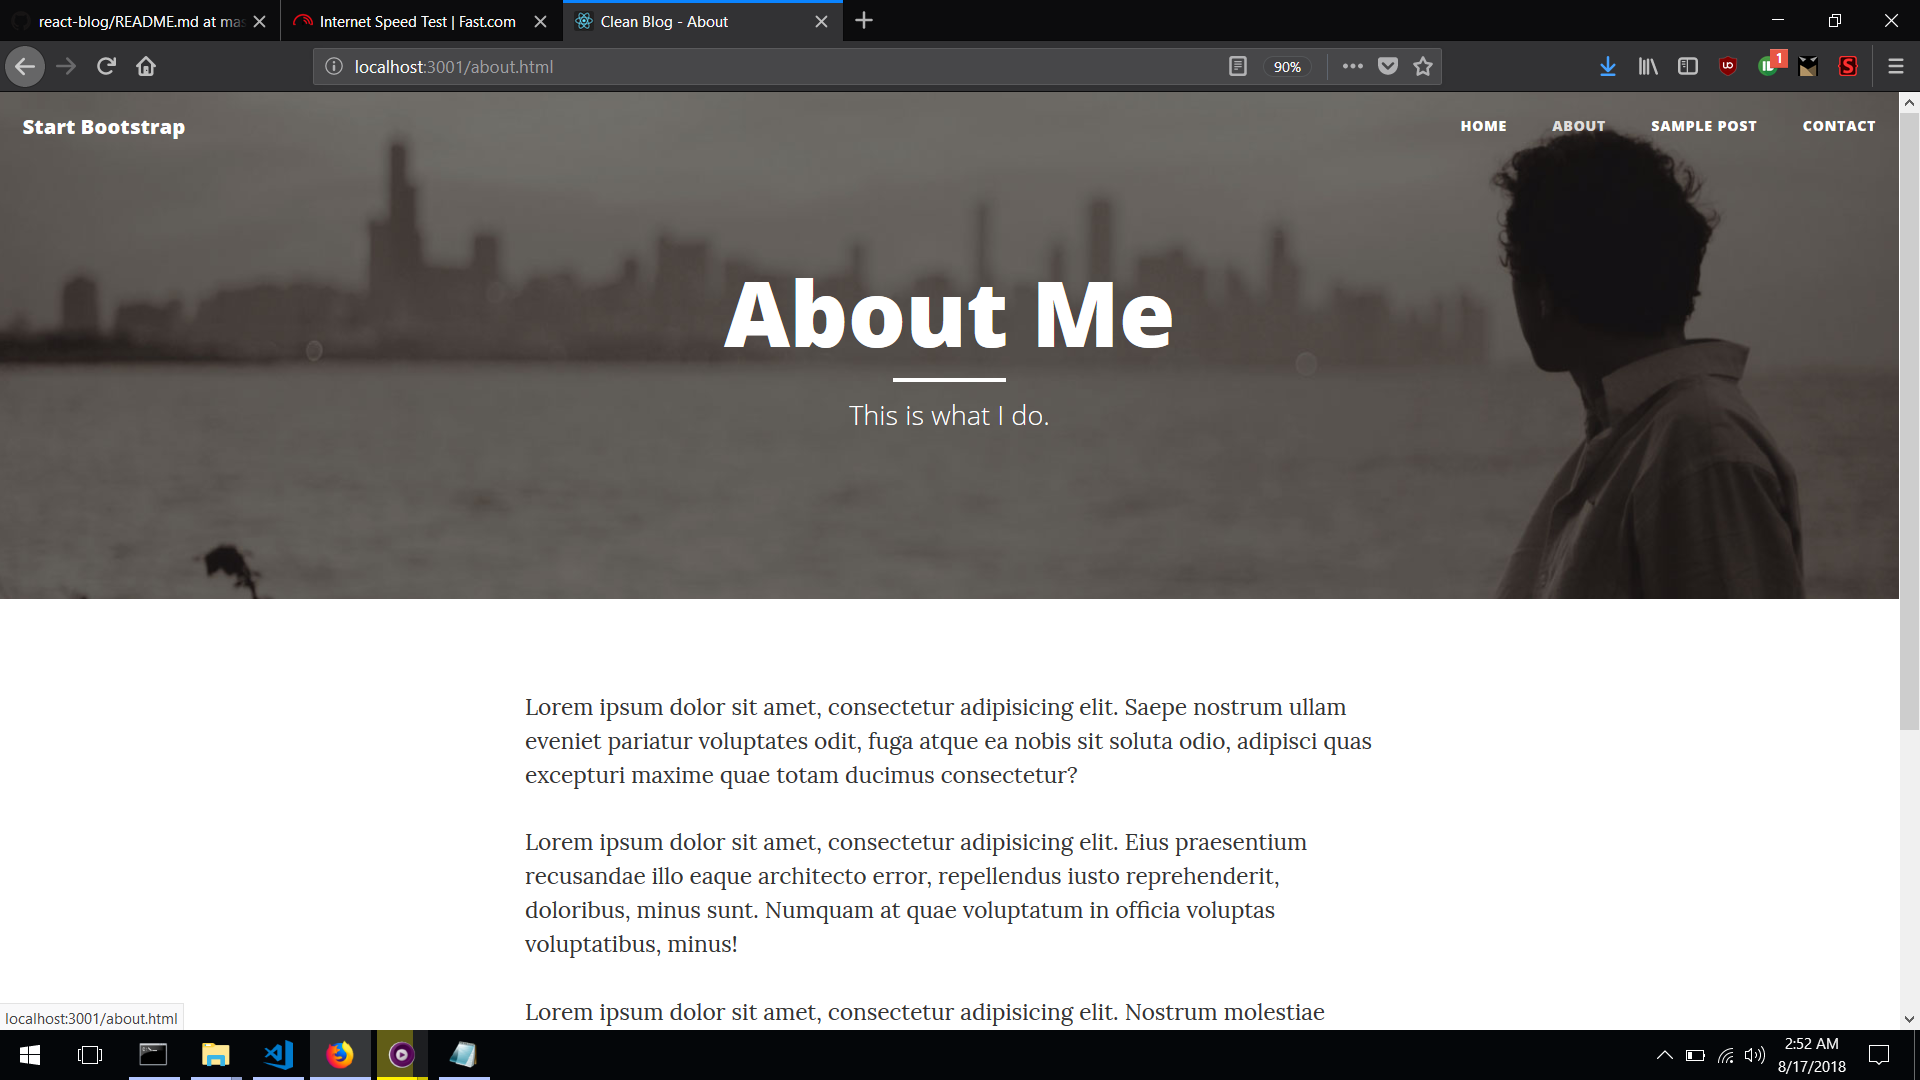 react-blog/README.md at mas
Internet Speed Test | Fast.com
Clean Blog - About
localhost:3001/about.html
90%
1
Start Bootstrap
HOME
ABOUT
SAMPLE POST
CONTACT
About Me
This is what I do.
Lorem ipsum dolor sit amet, consectetur adipisicing elit. Saepe nostrum ullam
eveniet pariatur voluptates odit, fuga atque ea nobis sit soluta odio, adipisci quas
excepturi maxime quae totam ducimus consectetur?
Lorem ipsum dolor sit amet, consectetur adipisicing elit. Eius praesentium
recusandae illo eaque architecto error, repellendus iusto reprehenderit,
doloribus, minus sunt. Numquam at quae voluptatum in officia voluptas
voluptatibus, minus!
Lorem ipsum dolor sit amet, consectetur adipisicing elit. Nostrum molestiae
localhost:3001/about.html
2:52 AM
8/17/2018